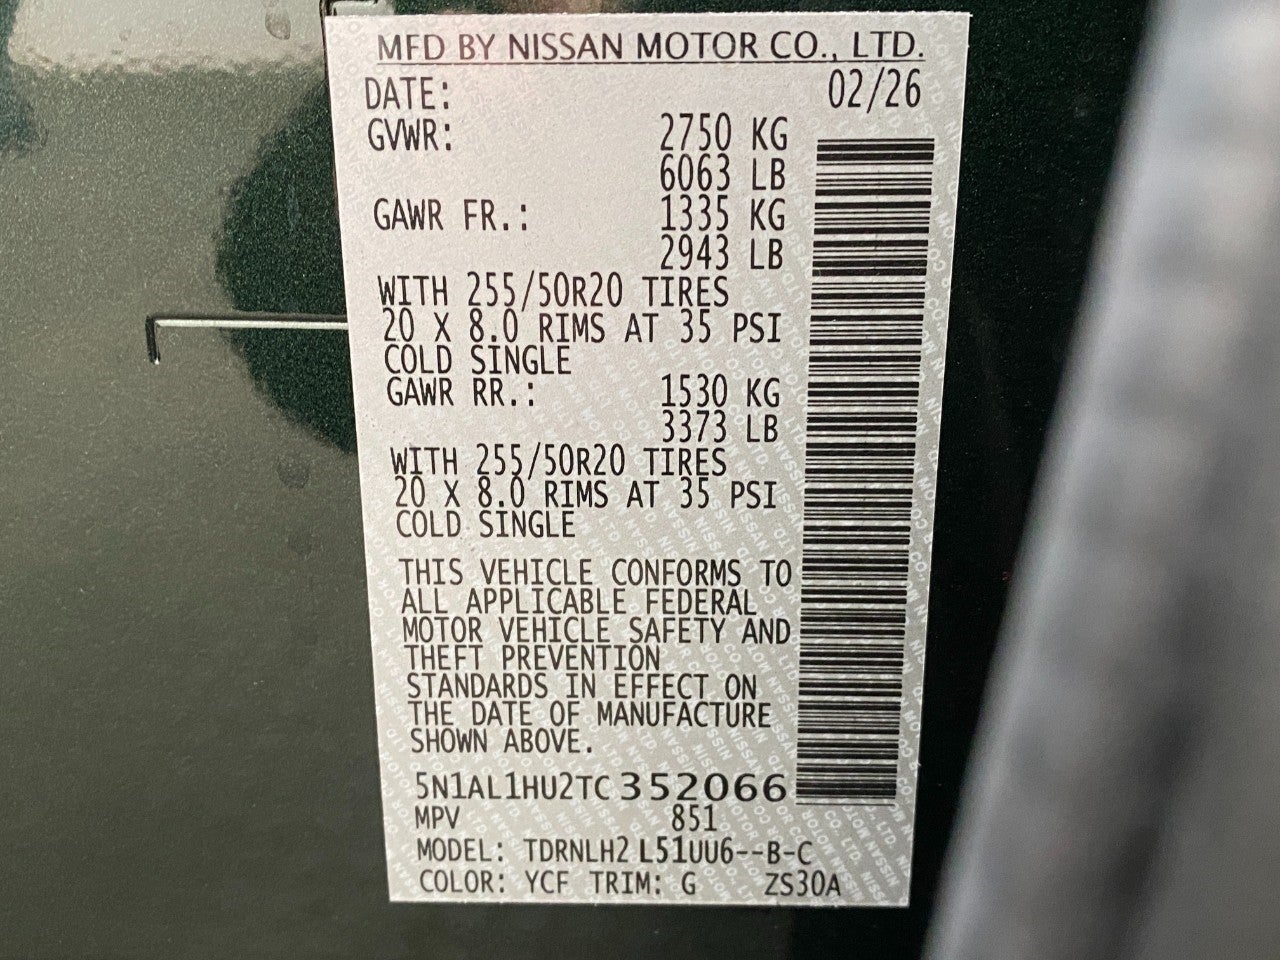 MFD BY NISSAN MOTOR CO., LTD.
DATE: 02/26
GVWR: 2750 KG
6063 LB
GAWR FR.: 1335 KG
2943 LB
WITH 255/50R20 TIRES
20 X 8.0 RIMS AT 35 PSI
COLD SINGLE
GAWR RR.: 1530 KG
3373 LB
WITH 255/50R20 TIRES
20 X 8.0 RIMS AT 35 PSI
COLD SINGLE
THIS VEHICLE CONFORMS TO
ALL APPLICABLE FEDERAL
MOTOR VEHICLE SAFETY AND
THEFT PREVENTION
STANDARDS IN EFFECT ON
THE DATE OF MANUFACTURE
SHOWN ABOVE.
5N1AL1HU2TC352066
MPV 851
MODEL: TDRNLH2 L51UU6--B-C
COLOR: YCF TRIM: G ZS30A